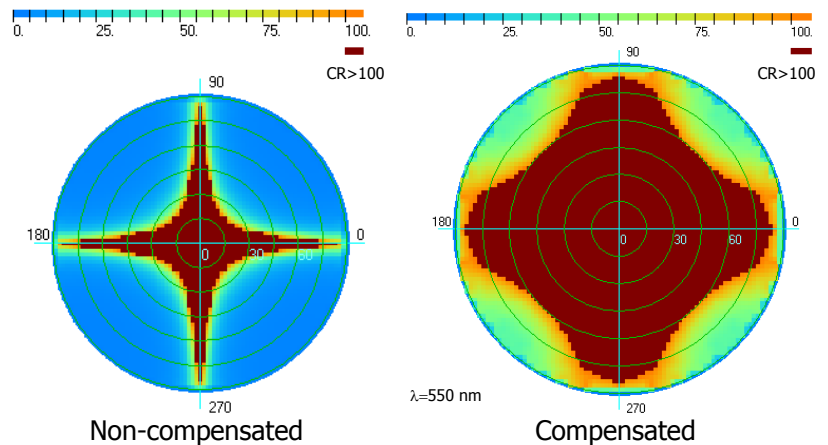 0. 25. 50. 75. 100.
CR>100
90
180
0
0 30 60
270
Non-compensated
0. 25. 50. 75. 100.
CR>100
90
180
0
0 30 60
270
λ=550 nm
Compensated